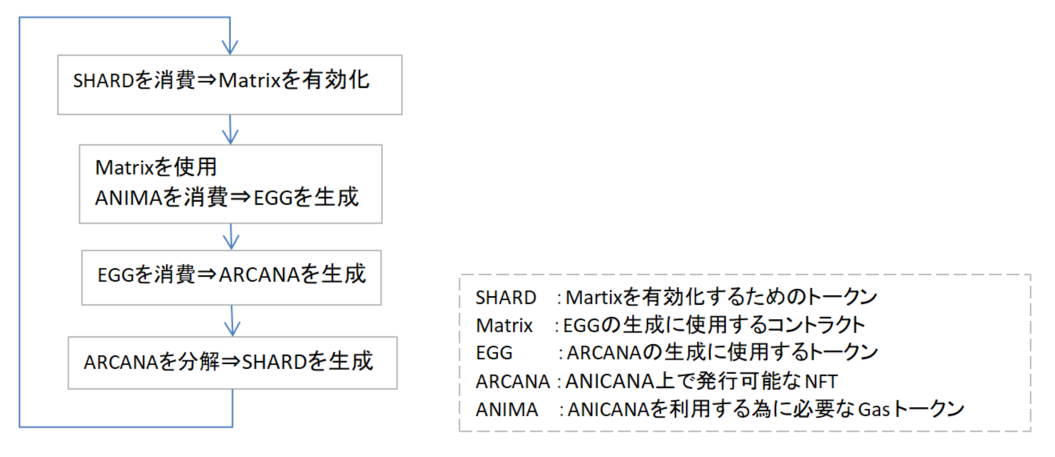 SHARDを消費⇒Matrixを有効化
Matrixを使用
ANIMAを消費⇒EGGを生成
EGGを消費⇒ARCANAを生成
ARCANAを分解⇒SHARDを生成
SHARD : Martixを有効化するためのトークン
Matrix : EGGの生成に使用するコントラクト
EGG : ARCANAの生成に使用するトークン
ARCANA : ANICANA上で発行可能なNFT
ANIMA : ANICANAを利用する為に必要なGasトークン